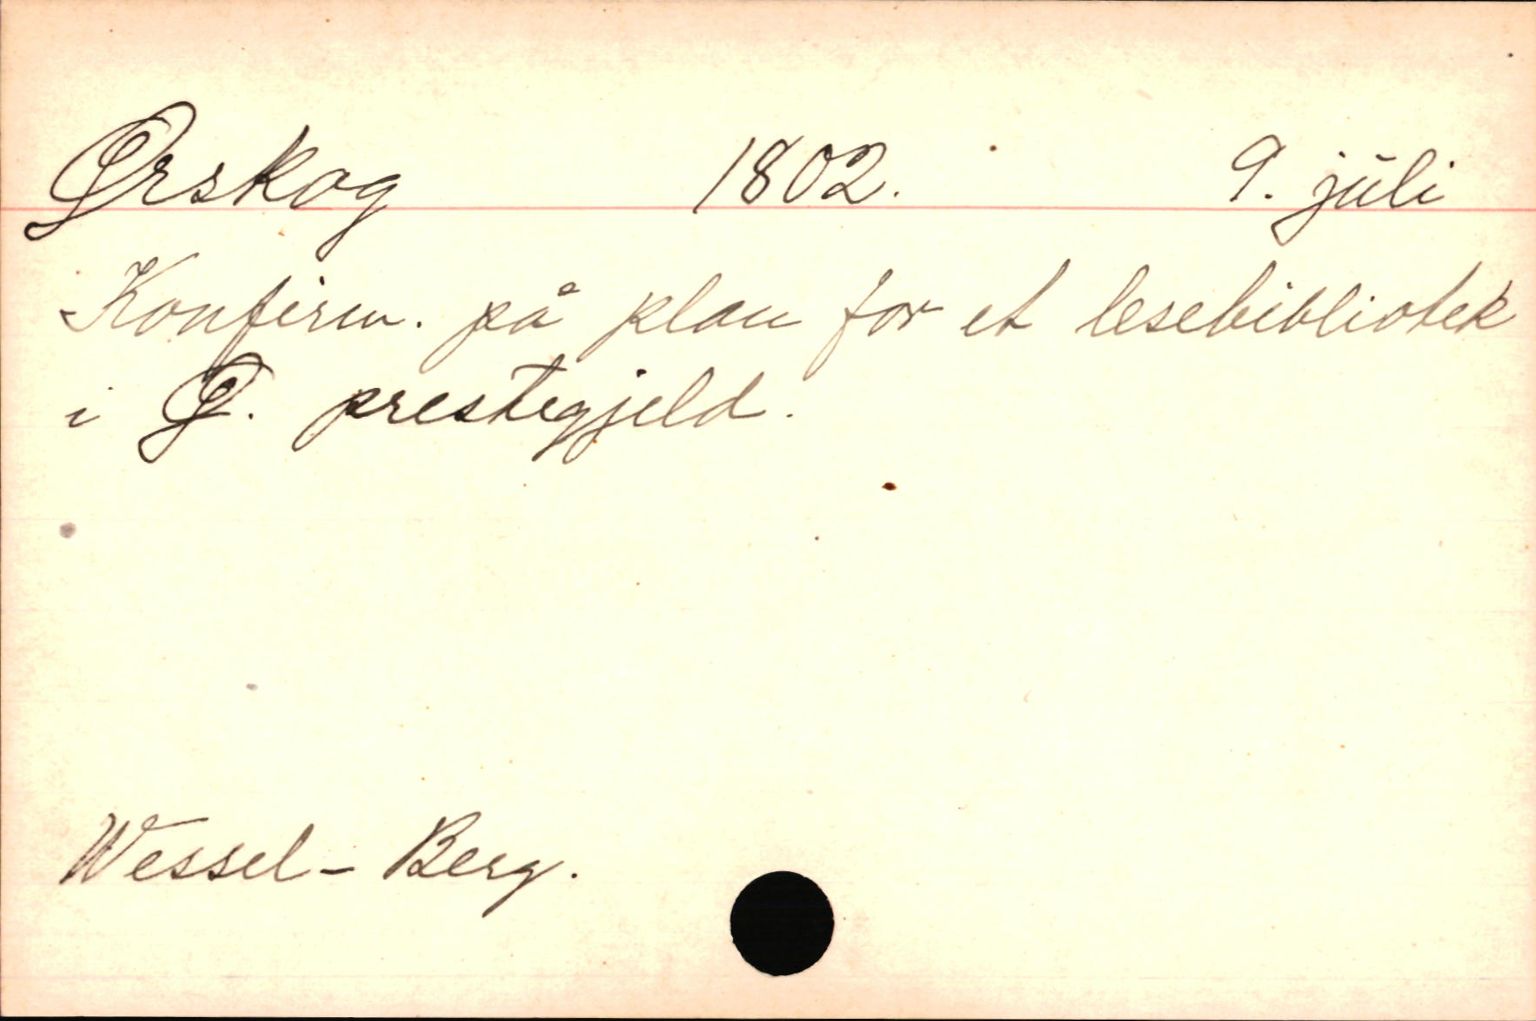 Ørskog 1802. 9. juli
Konfirm. på plan for et lesebibliotek
i Ø. prestegjeld.
Wessel-Berg.